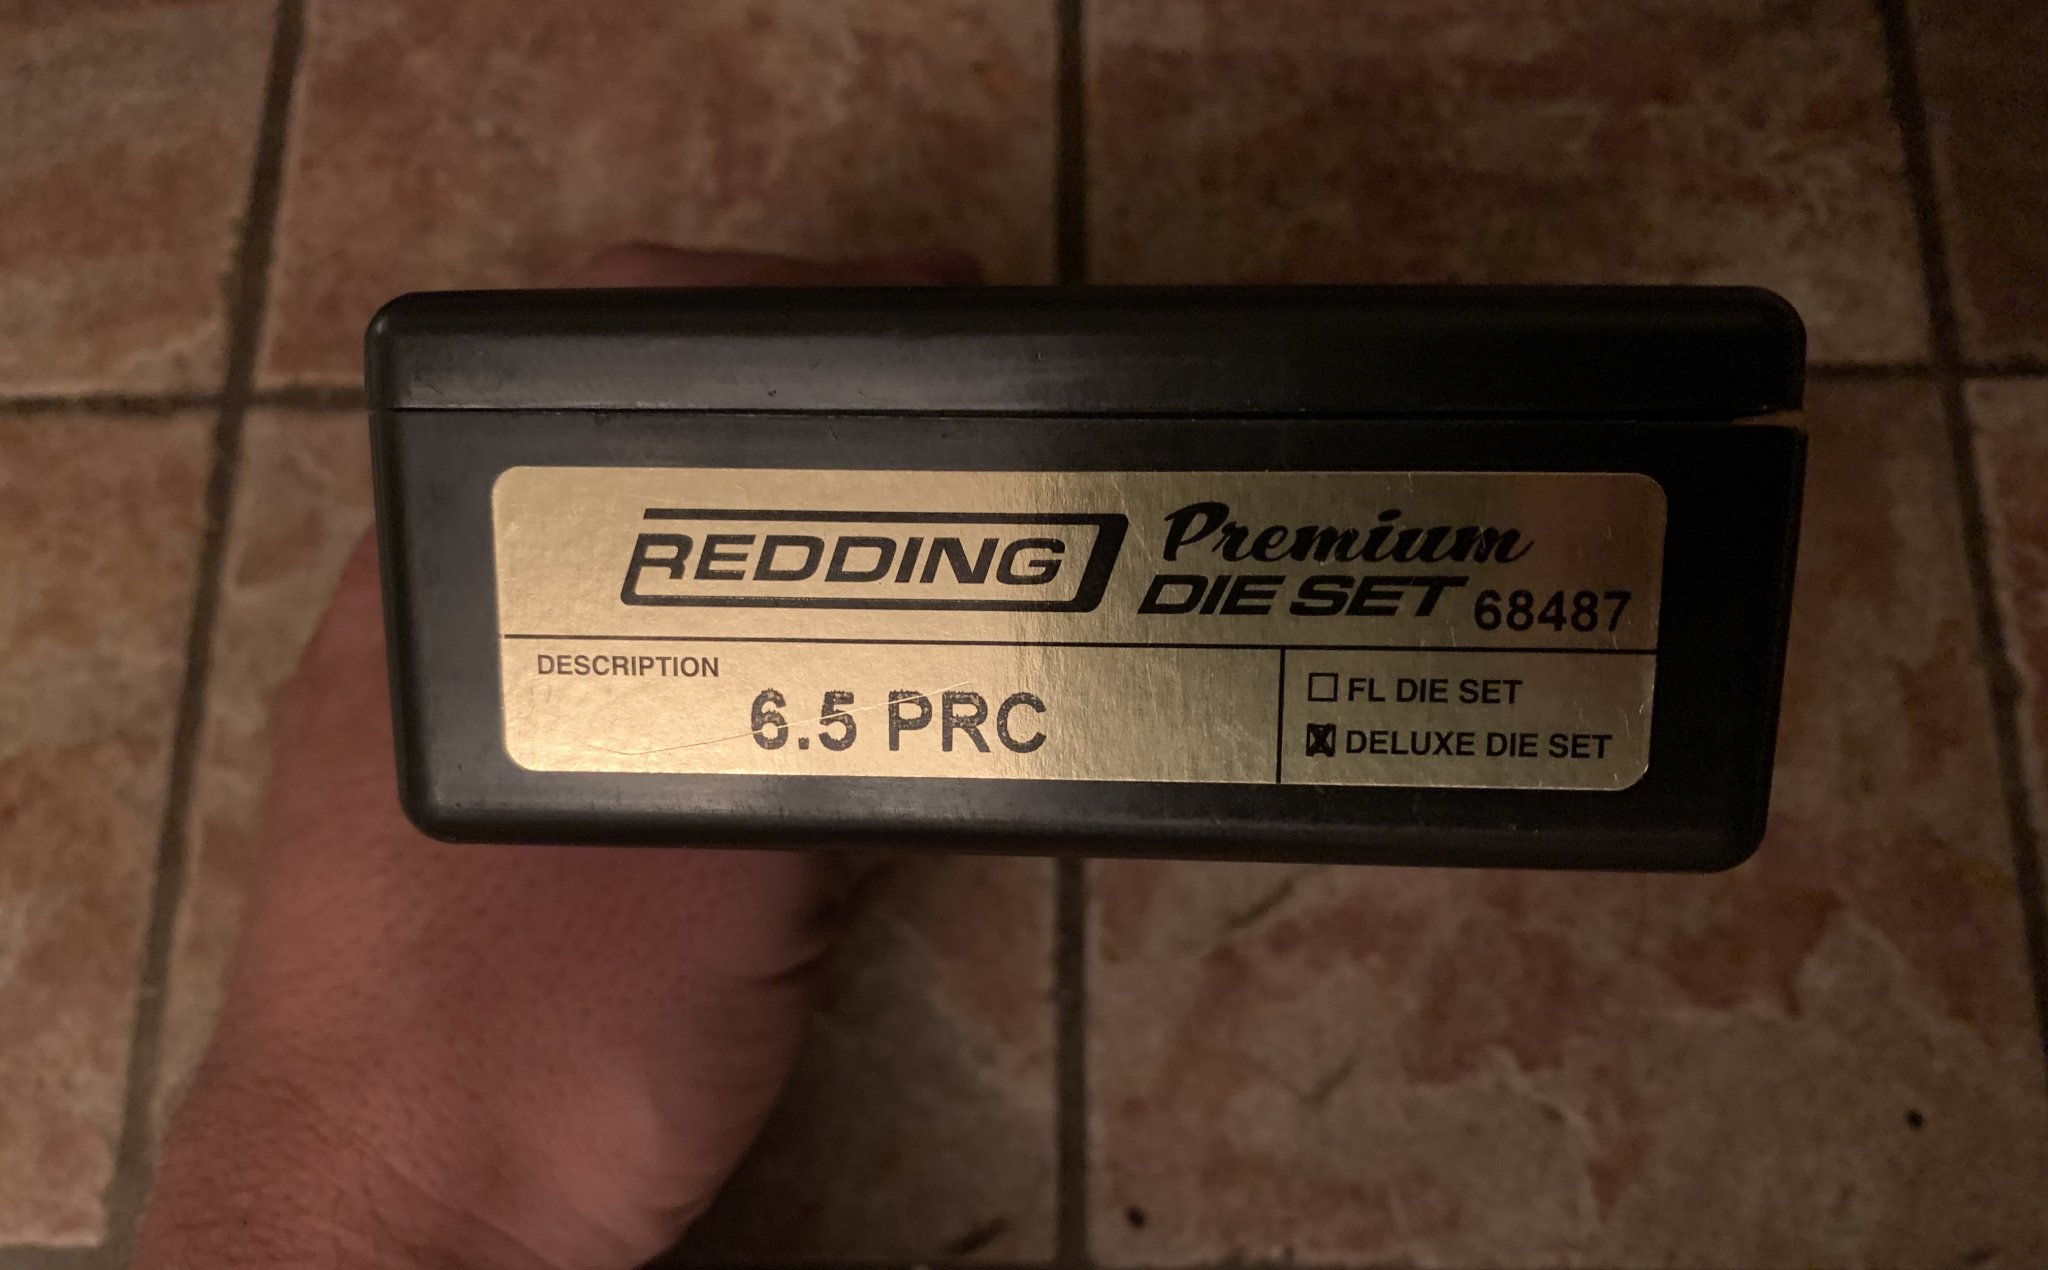 REDDING Premium
DIE SET 68487
DESCRIPTION
6.5 PRC
☐ FL DIE SET
☒ DELUXE DIE SET